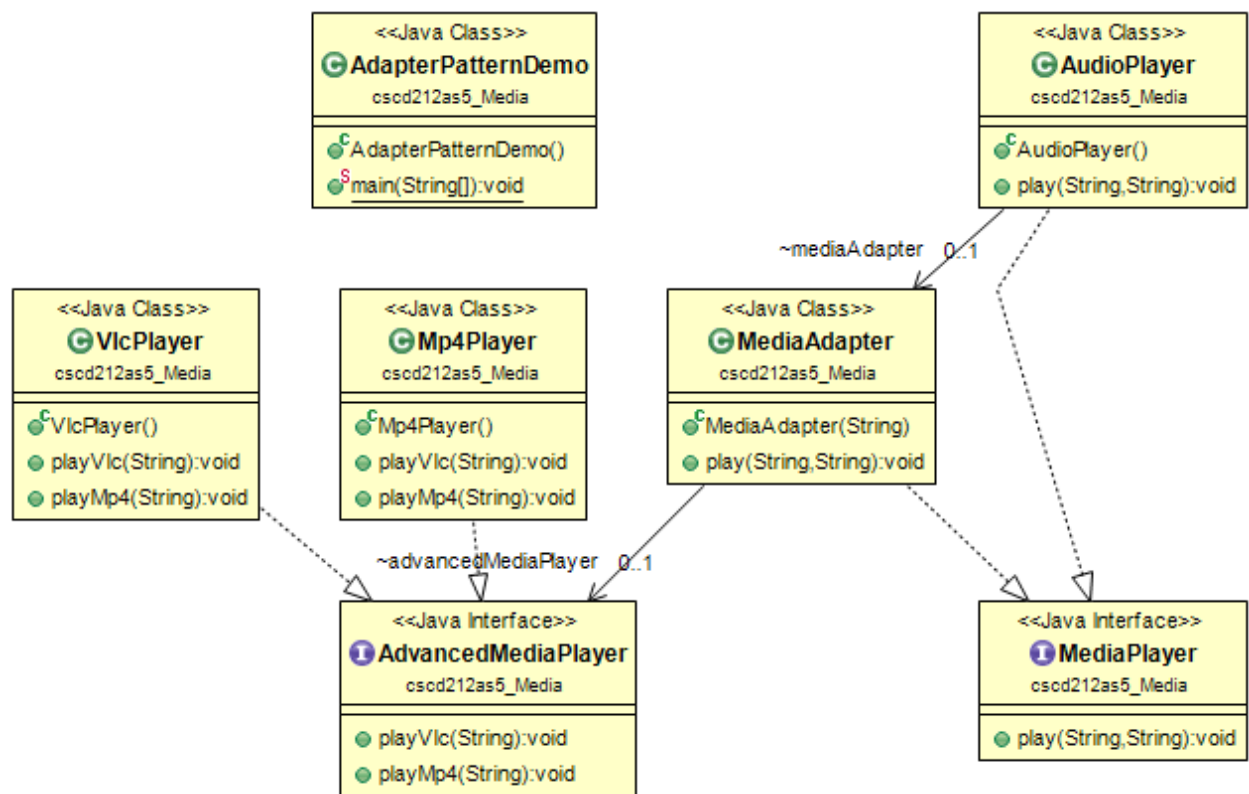 <<Java Class>>
AdapterPatternDemo
cscd212as5_Media
AdapterPatternDemo()
main(String[]):void
<<Java Class>>
AudioPlayer
cscd212as5_Media
AudioPlayer()
play(String,String):void
~mediaAdapter 0..1
<<Java Class>>
VlcPlayer
cscd212as5_Media
VlcPlayer()
playVlc(String):void
playMp4(String):void
<<Java Class>>
Mp4Player
cscd212as5_Media
Mp4Player()
playVlc(String):void
playMp4(String):void
<<Java Class>>
MediaAdapter
cscd212as5_Media
MediaAdapter(String)
play(String,String):void
~advancedMediaPlayer 0..1
<<Java Interface>>
AdvancedMediaPlayer
cscd212as5_Media
playVlc(String):void
playMp4(String):void
<<Java Interface>>
MediaPlayer
cscd212as5_Media
play(String,String):void